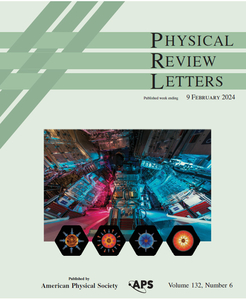 PHYSICAL
REVIEW
LETTERS
Published week ending 9 FEBRUARY 2024
Published by
American Physical Society APS Volume 132, Number 6